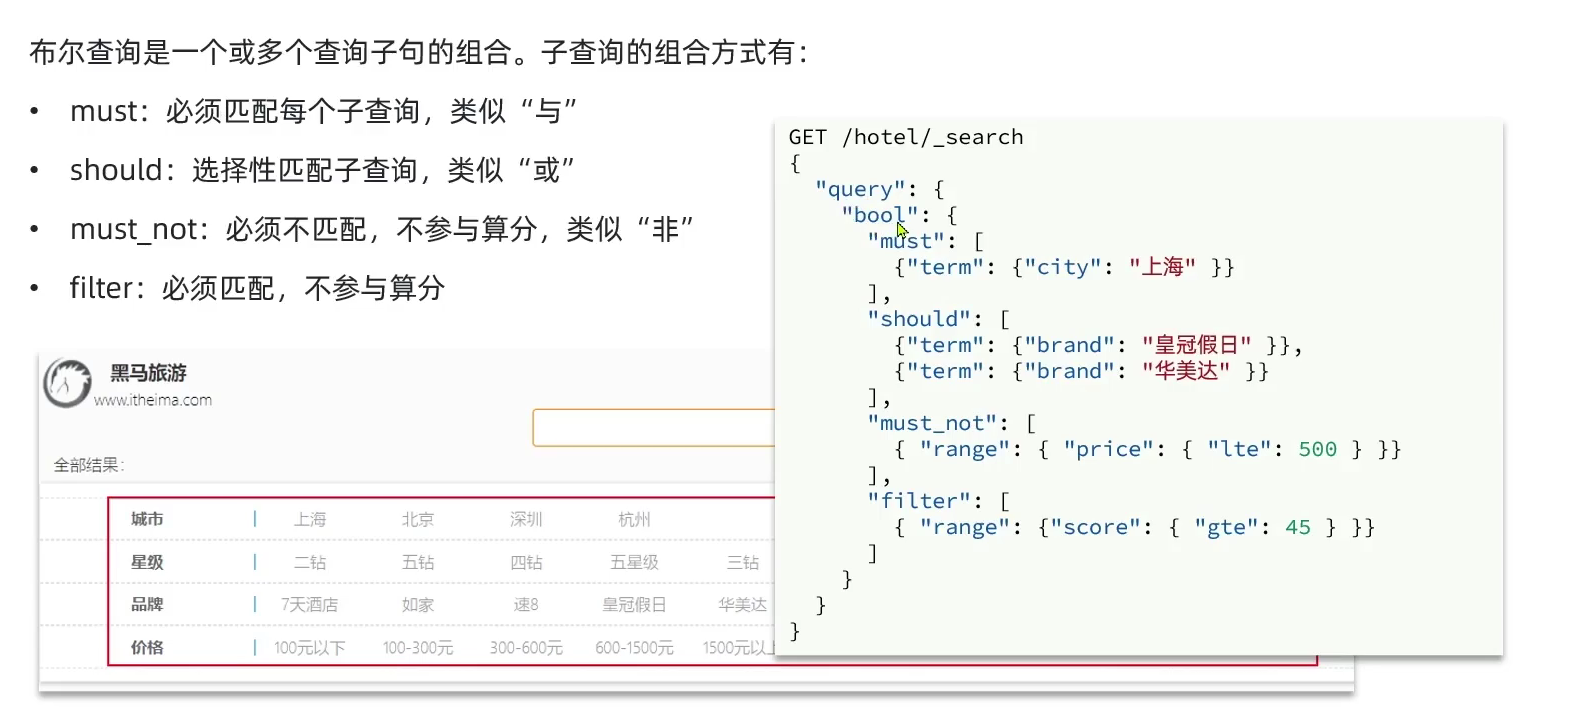 布尔查询是一个或多个查询子句的组合。子查询的组合方式有：
• must：必须匹配每个子查询，类似“与”
• should：选择性匹配子查询，类似“或”
• must_not：必须不匹配，不参与算分，类似“非”
• filter：必须匹配，不参与算分
GET /hotel/_search
{
  "query": {
    "bool": {
      "must": [
        {"term": {"city": "上海" }}
      ],
      "should": [
        {"term": {"brand": "皇冠假日" }},
        {"term": {"brand": "华美达" }}
      ],
      "must_not": [
        { "range": { "price": { "lte": 500 } }}
      ],
      "filter": [
        { "range": {"score": { "gte": 45 } }}
      ]
    }
  }
}
黑马旅游
www.itheima.com
全部结果：
城市 | 上海 北京 深圳 杭州
星级 | 二钻 五钻 四钻 五星级 三钻
品牌 | 7天酒店 如家 速8 皇冠假日 华美达
价格 | 100元以下 100-300元 300-600元 600-1500元 1500元以